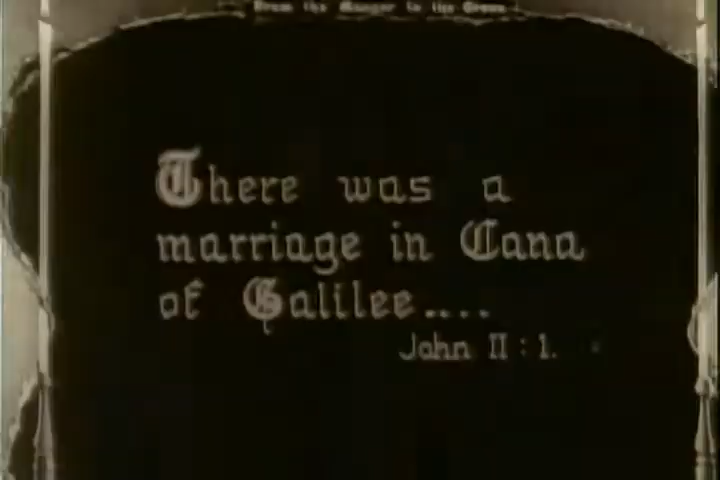 From the Manger to the Cross
There was a
marriage in Cana
of Galilee....
John II : 1.